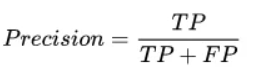 Precision = TP / (TP + FP)